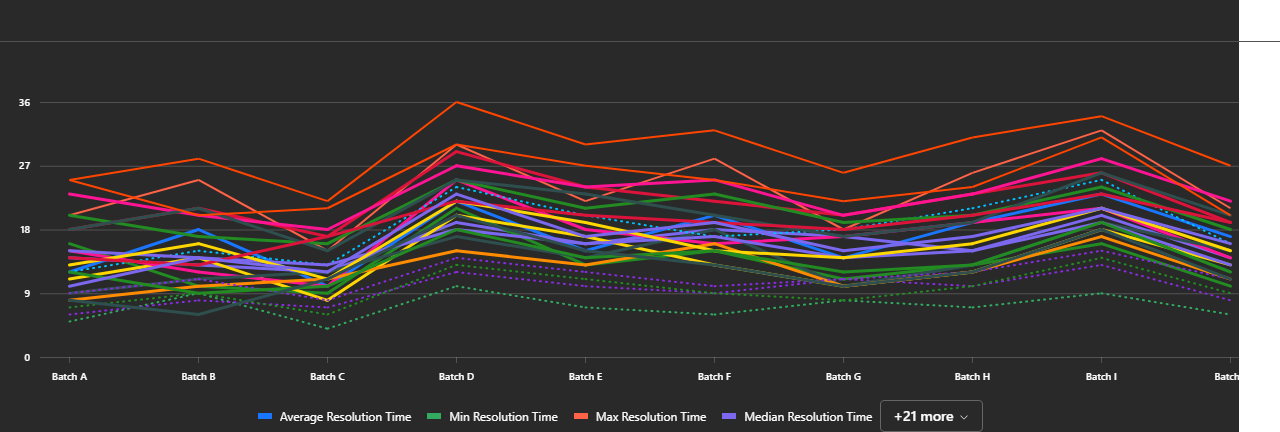 36
27
18
9
0
Batch A Batch B Batch C Batch D Batch E Batch F Batch G Batch H Batch I Batch
Average Resolution Time Min Resolution Time Max Resolution Time Median Resolution Time +21 more